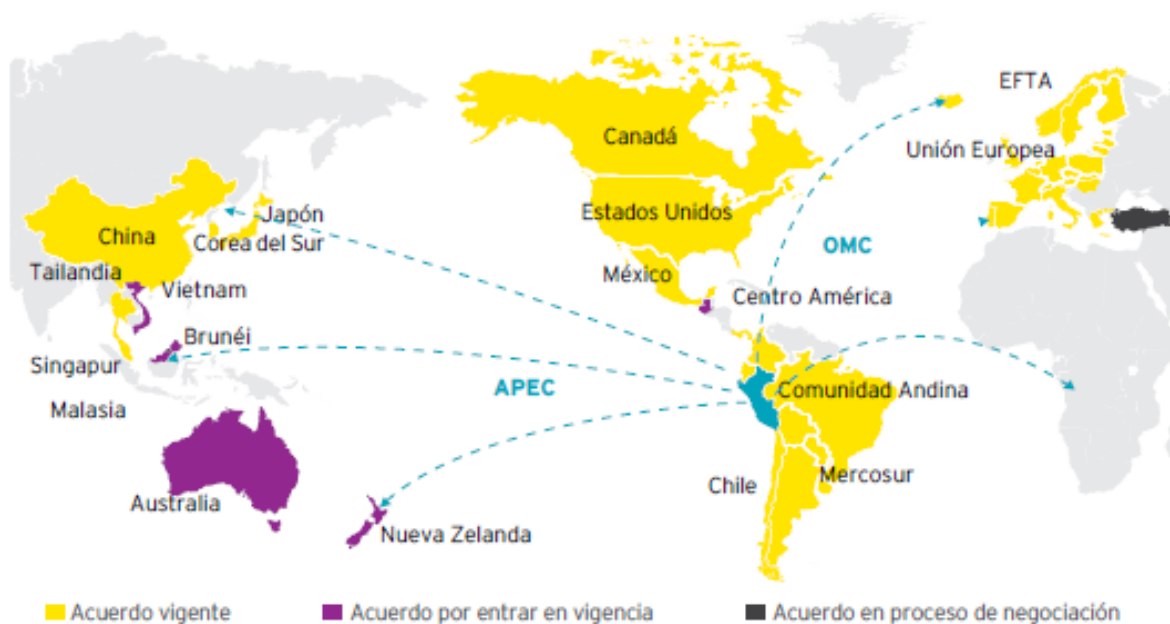 EFTA
Canadá
Unión Europea
Estados Unidos
Japón
China
Corea del Sur
OMC
Tailandia
México
Vietnam
Centro América
Brunéi
Singapur
APEC
Comunidad Andina
Malasia
Mercosur
Chile
Australia
Nueva Zelanda
Acuerdo vigente
Acuerdo por entrar en vigencia
Acuerdo en proceso de negociación